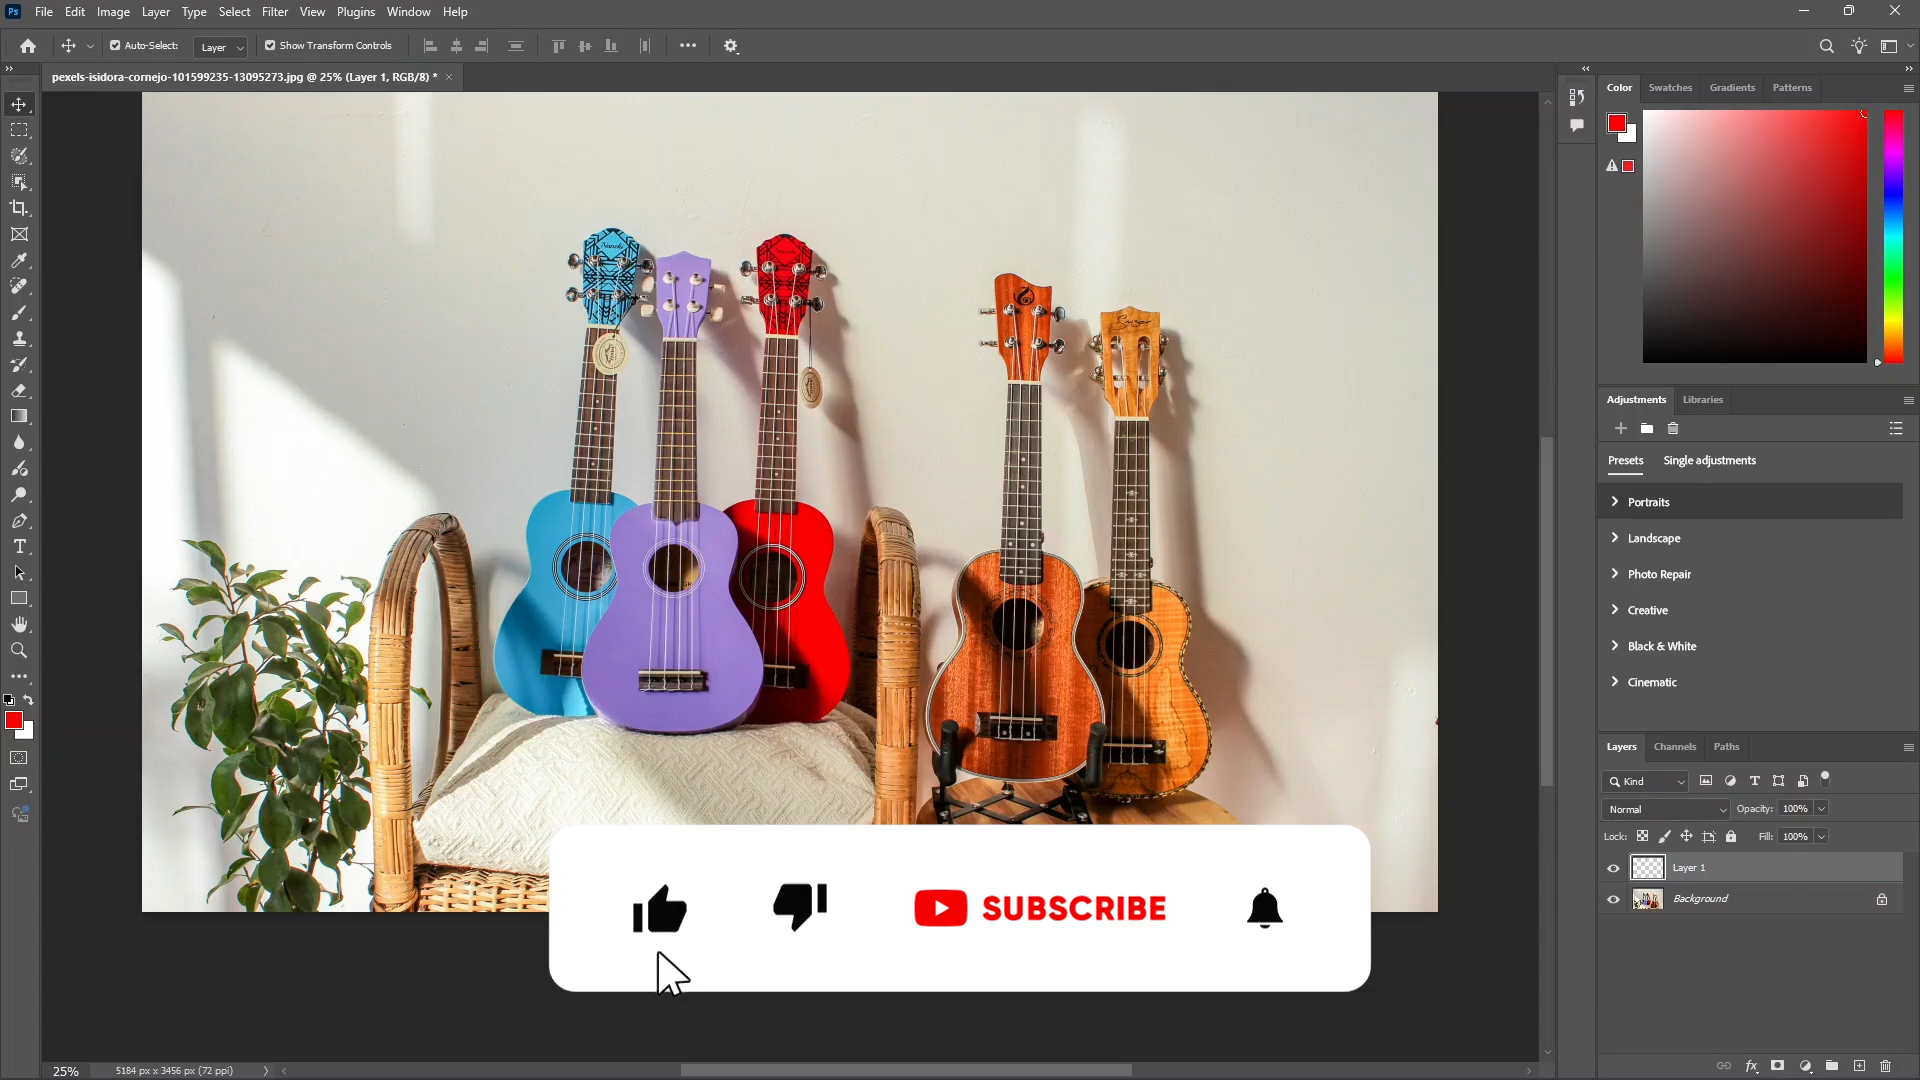 Ps File Edit Image Layer Type Select Filter View Plugins Window Help
Auto-Select: Layer Show Transform Controls
pexels-isidora-cornejo-101599235-13095273.jpg @ 25% (Layer 1, RGB/8) *
Color Swatches Gradients Patterns
Adjustments Libraries
Presets Single adjustments
Portraits
Landscape
Photo Repair
Creative
Black & White
Cinematic
Layers Channels Paths
Kind
Normal Opacity: 100%
Lock: Fill: 100%
Layer 1
Background
SUBSCRIBE
25% 5184 px x 3456 px (72 ppi)